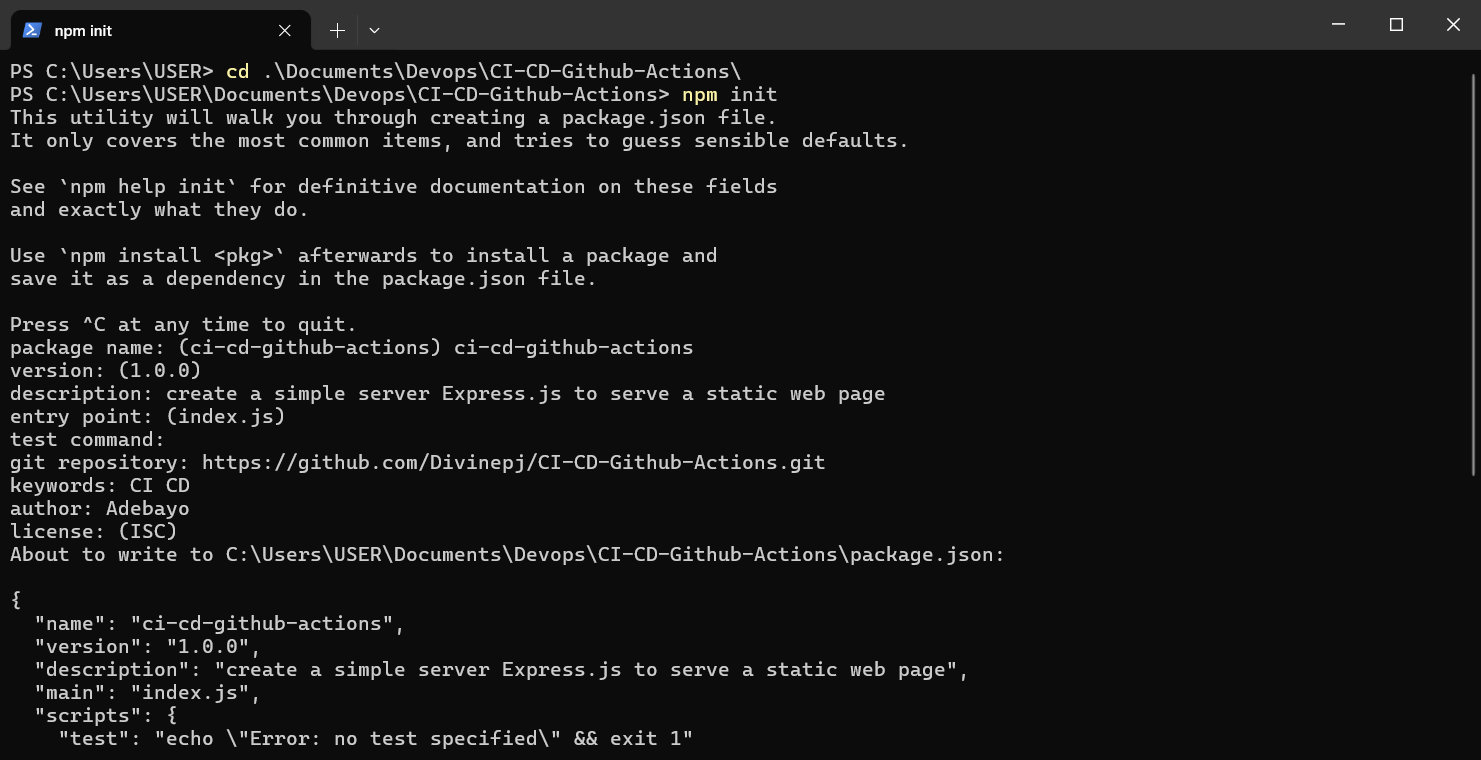 npm init
PS C:\Users\USER> cd .\Documents\Devops\CI-CD-Github-Actions\
PS C:\Users\USER\Documents\Devops\CI-CD-Github-Actions> npm init
This utility will walk you through creating a package.json file.
It only covers the most common items, and tries to guess sensible defaults.
See `npm help init` for definitive documentation on these fields
and exactly what they do.
Use `npm install <pkg>` afterwards to install a package and
save it as a dependency in the package.json file.
Press ^C at any time to quit.
package name: (ci-cd-github-actions) ci-cd-github-actions
version: (1.0.0)
description: create a simple server Express.js to serve a static web page
entry point: (index.js)
test command:
git repository: https://github.com/Divinepj/CI-CD-Github-Actions.git
keywords: CI CD
author: Adebayo
license: (ISC)
About to write to C:\Users\USER\Documents\Devops\CI-CD-Github-Actions\package.json:
{
  "name": "ci-cd-github-actions",
  "version": "1.0.0",
  "description": "create a simple server Express.js to serve a static web page",
  "main": "index.js",
  "scripts": {
    "test": "echo \"Error: no test specified\" && exit 1"